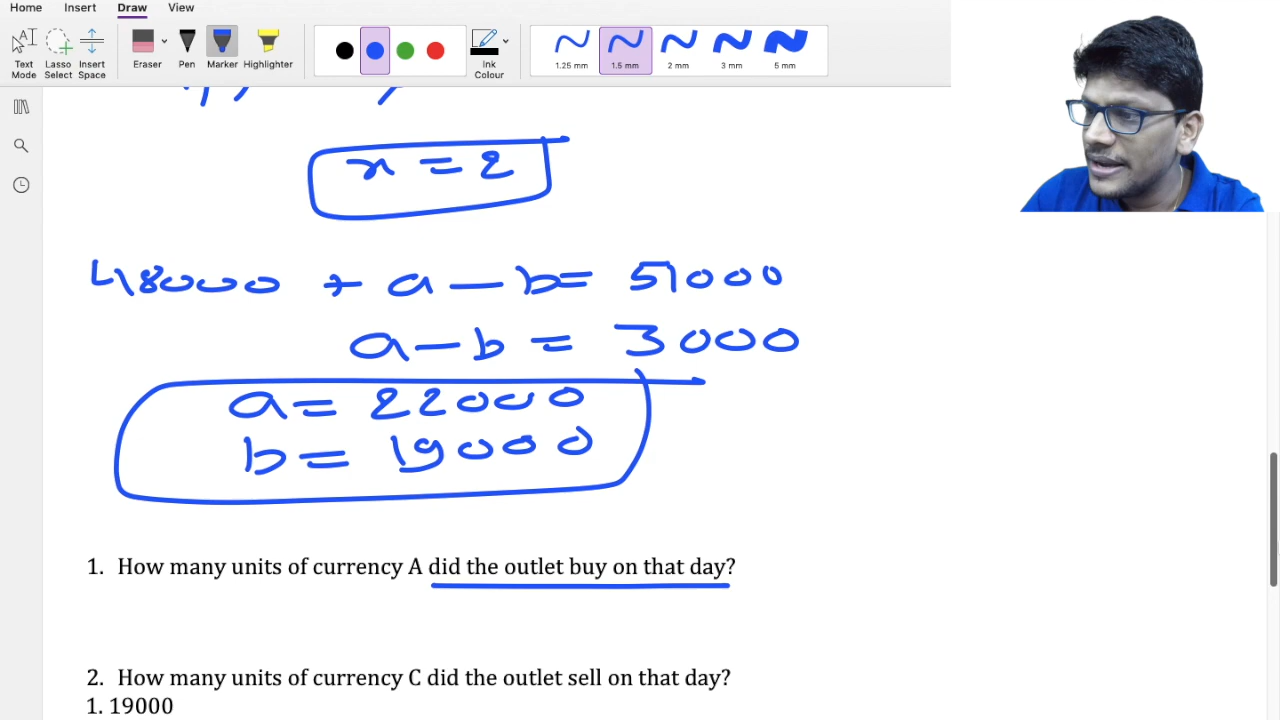 Home Insert Draw View
Text Mode
Lasso Select
Insert Space
Eraser
Pen
Marker
Highlighter
Ink Colour
1.25 mm
1.5 mm
2 mm
3 mm
5 mm
x = 2
48000 + a - b = 51000
a - b = 3000
a = 22000
b = 19000
1. How many units of currency A did the outlet buy on that day?
2. How many units of currency C did the outlet sell on that day?
1. 19000